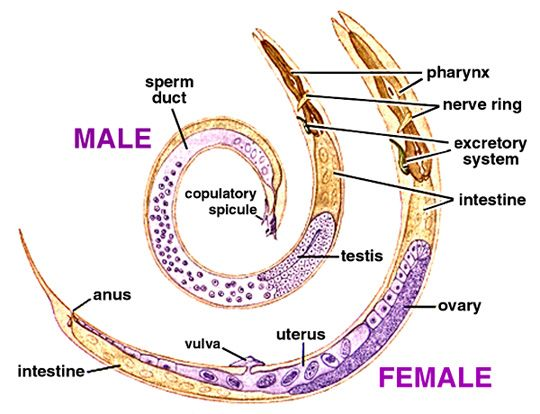 pharynx
nerve ring
excretory
system
intestine
sperm
duct
MALE
copulatory
spicule
testis
ovary
anus
vulva
uterus
intestine
FEMALE